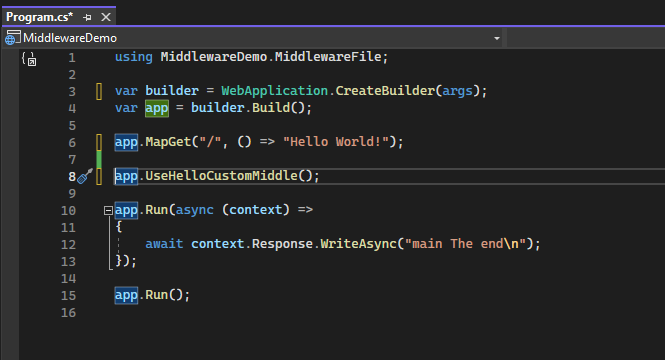 Program.cs*
MiddlewareDemo
1 using MiddlewareDemo.MiddlewareFile;
2
3 var builder = WebApplication.CreateBuilder(args);
4 var app = builder.Build();
5
6 app.MapGet("/", () => "Hello World!");
7
8 app.UseHelloCustomMiddle();
9
10 app.Run(async (context) =>
11 {
12 await context.Response.WriteAsync("main The end\n");
13 });
14
15 app.Run();
16